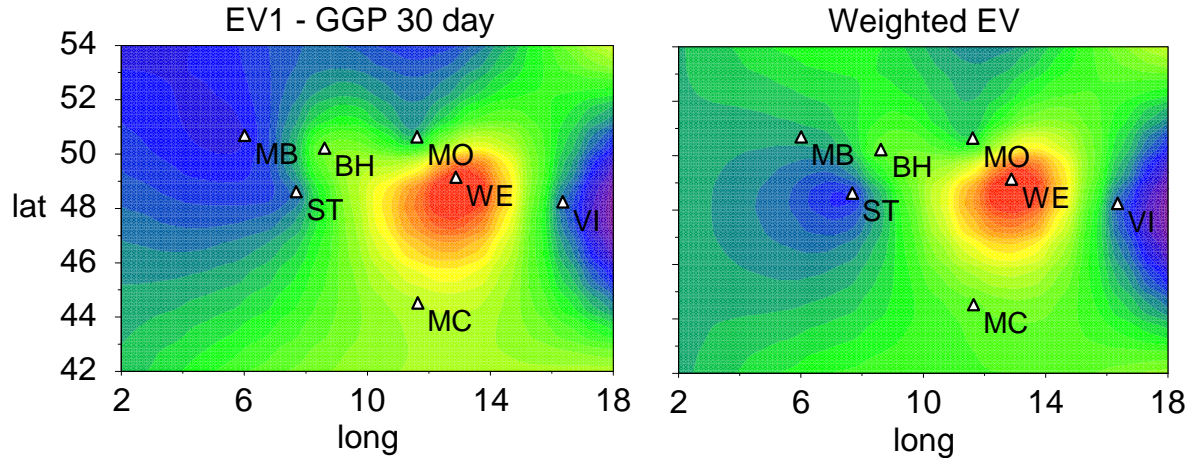 EV1 - GGP 30 day
54
52
50
48
46
44
42
lat
MB
BH
MO
ST
WE
VI
MC
2 6 10 14 18
long
Weighted EV
MB
BH
MO
ST
WE
VI
MC
2 6 10 14 18
long